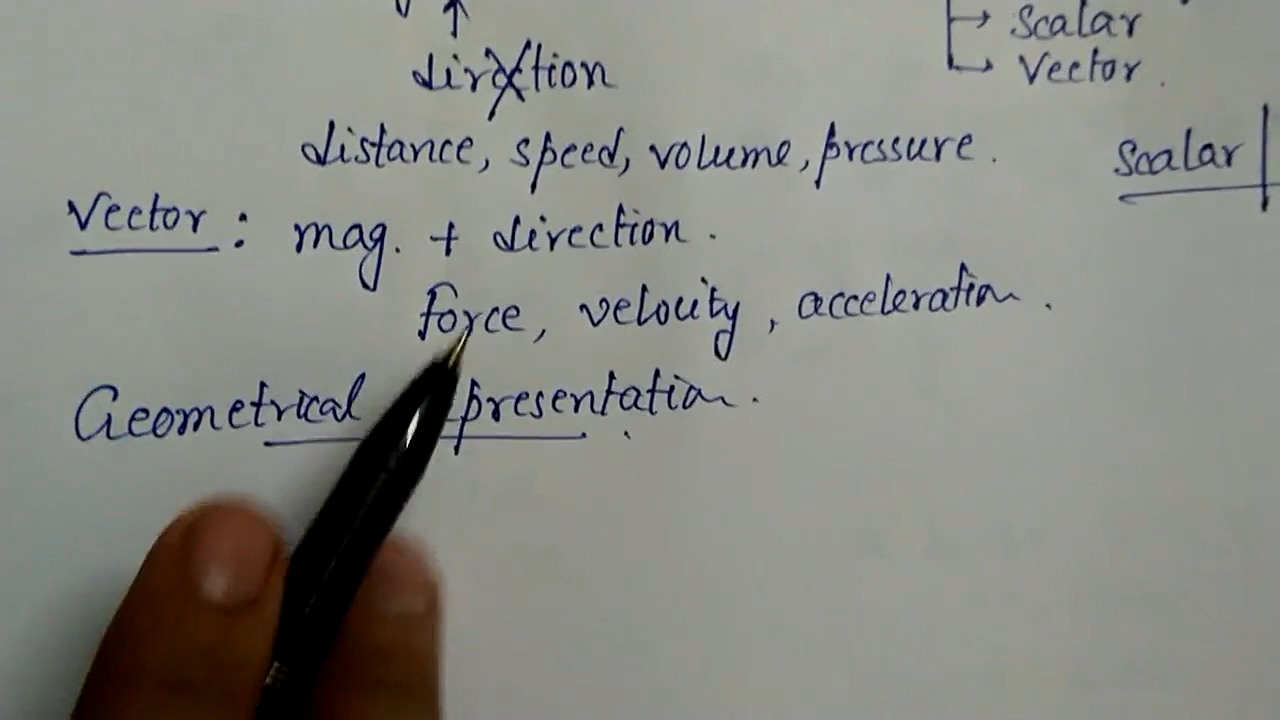 Scalar
Vector.
direction
distance, speed, volume, pressure.
Scalar
Vector: mag. + direction.
force, velocity, acceleration.
Geometrical presentation.